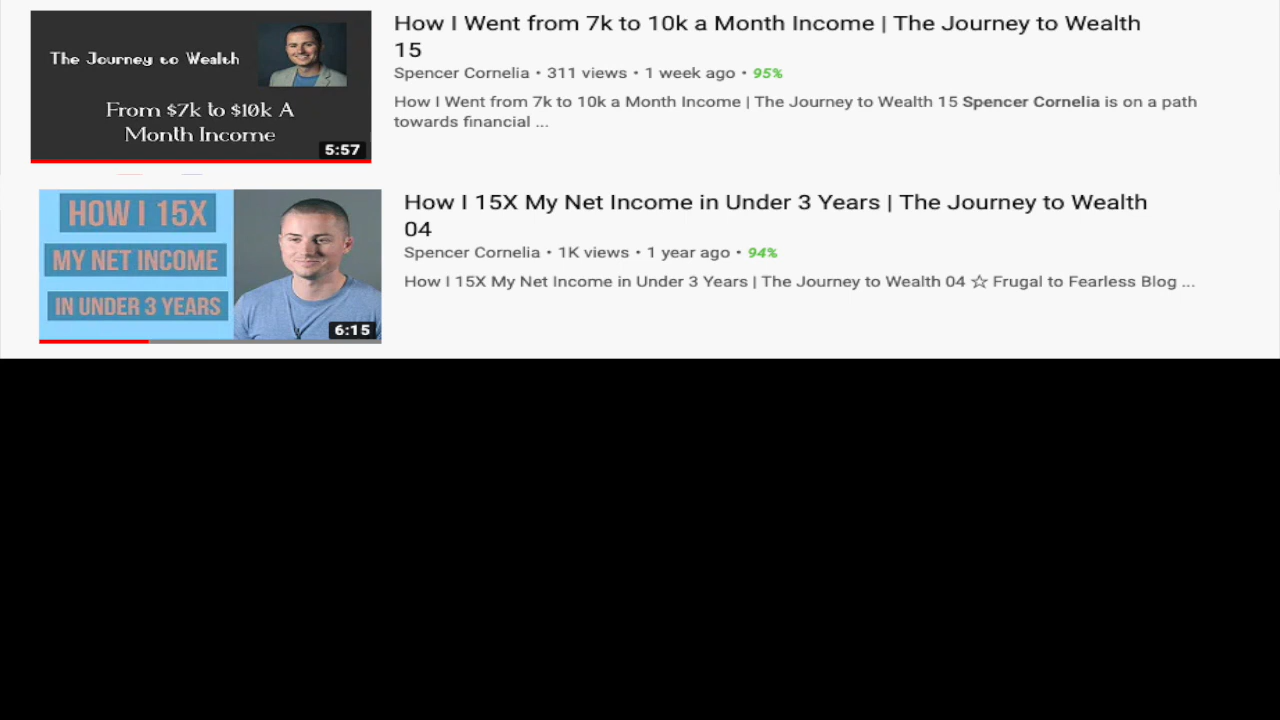 The Journey to Wealth
From $7k to $10k A
Month Income
5:57
How I Went from 7k to 10k a Month Income | The Journey to Wealth
15
Spencer Cornelia • 311 views • 1 week ago • 95%
How I Went from 7k to 10k a Month Income | The Journey to Wealth 15 Spencer Cornelia is on a path
towards financial ...
HOW I 15X
MY NET INCOME
IN UNDER 3 YEARS
6:15
How I 15X My Net Income in Under 3 Years | The Journey to Wealth
04
Spencer Cornelia • 1K views • 1 year ago • 94%
How I 15X My Net Income in Under 3 Years | The Journey to Wealth 04 ☆ Frugal to Fearless Blog ...